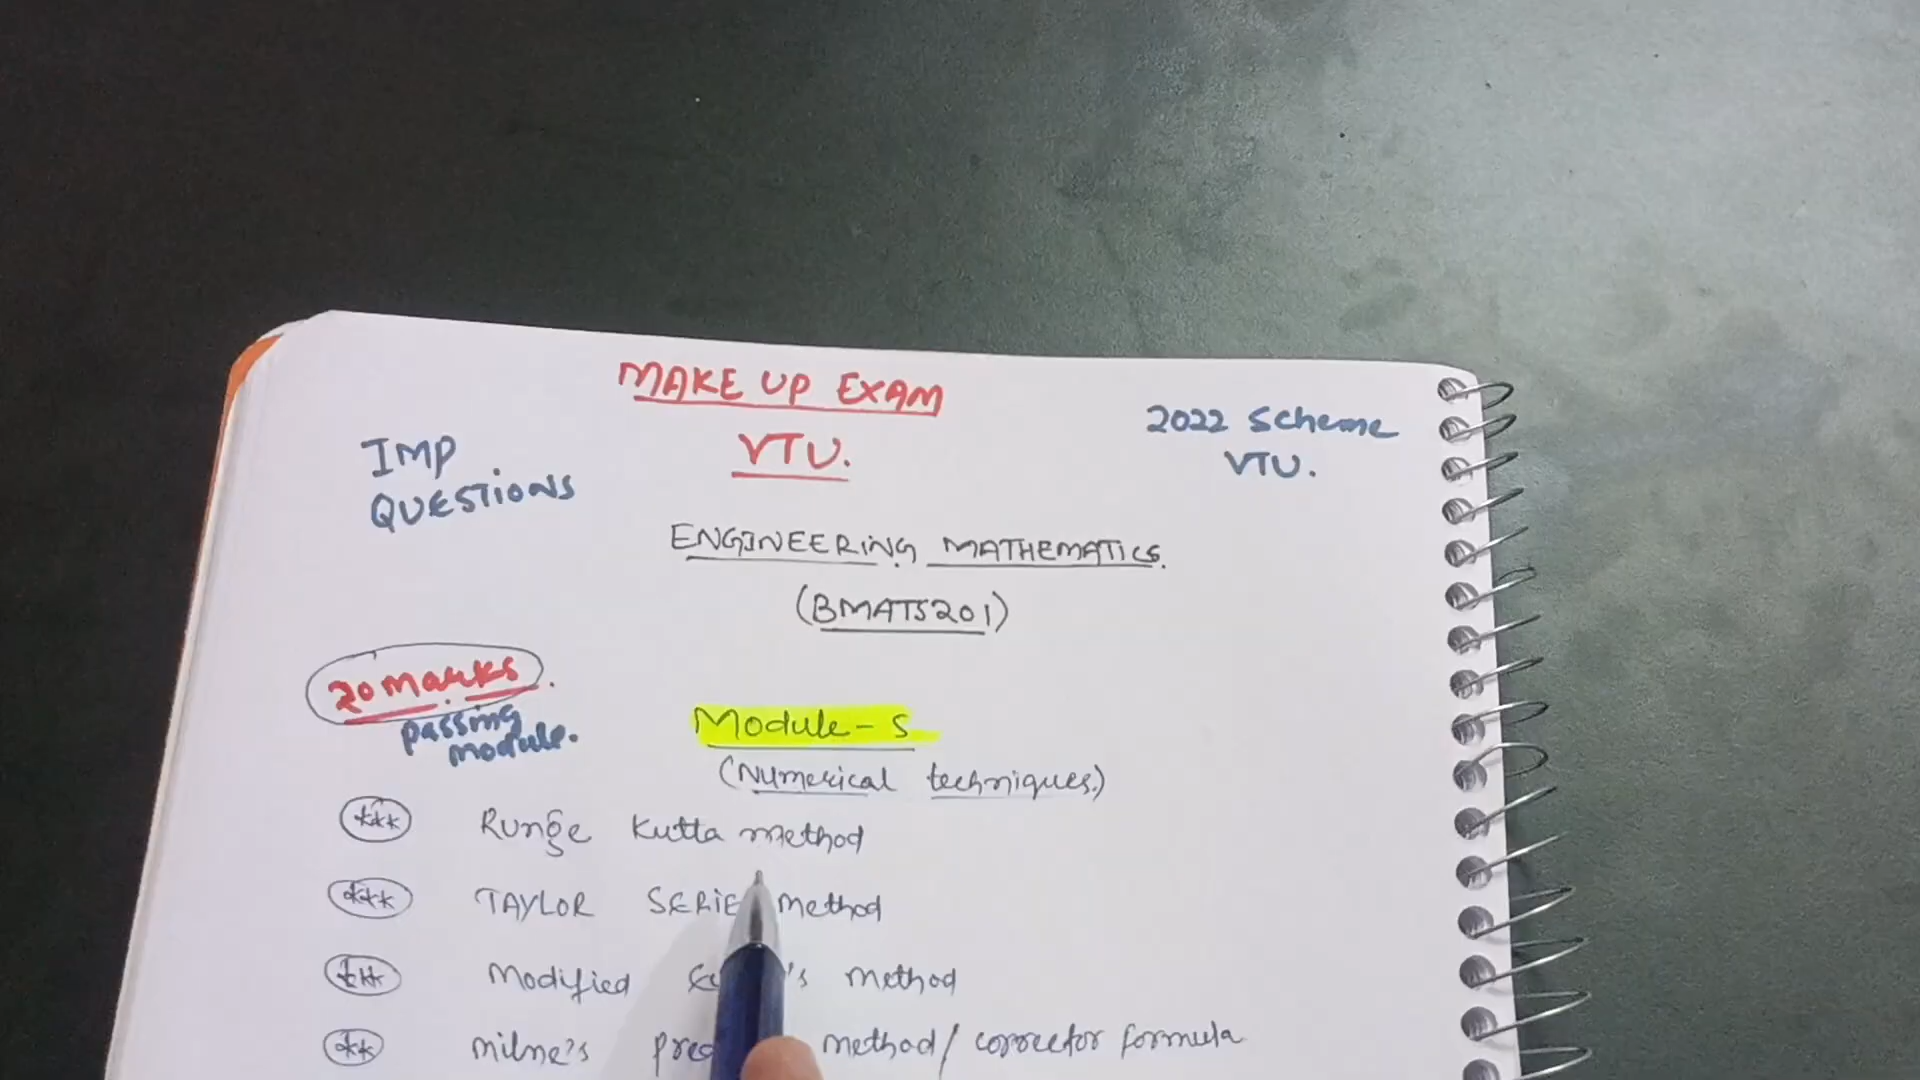 MAKE UP EXAM
VTU.
2022 Scheme
VTU.
IMP
QUESTIONS
ENGINEERING MATHEMATICS.
(BMATS201)
20 marks.
passing
module.
Module-5
(Numerical techniques.)
*** Runge Kutta method
*** TAYLOR SERIE method
*** Modified 's method
** milne's method/ corrector formula